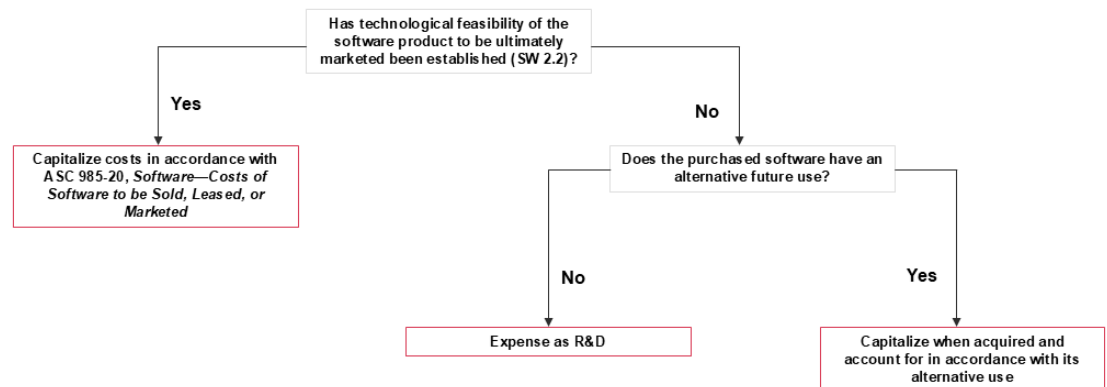 Has technological feasibility of the
software product to be ultimately
marketed been established (SW 2.2)?
Yes
No
Capitalize costs in accordance with
ASC 985-20, Software—Costs of
Software to be Sold, Leased, or
Marketed
Does the purchased software have an
alternative future use?
No
Yes
Expense as R&D
Capitalize when acquired and
account for in accordance with its
alternative use